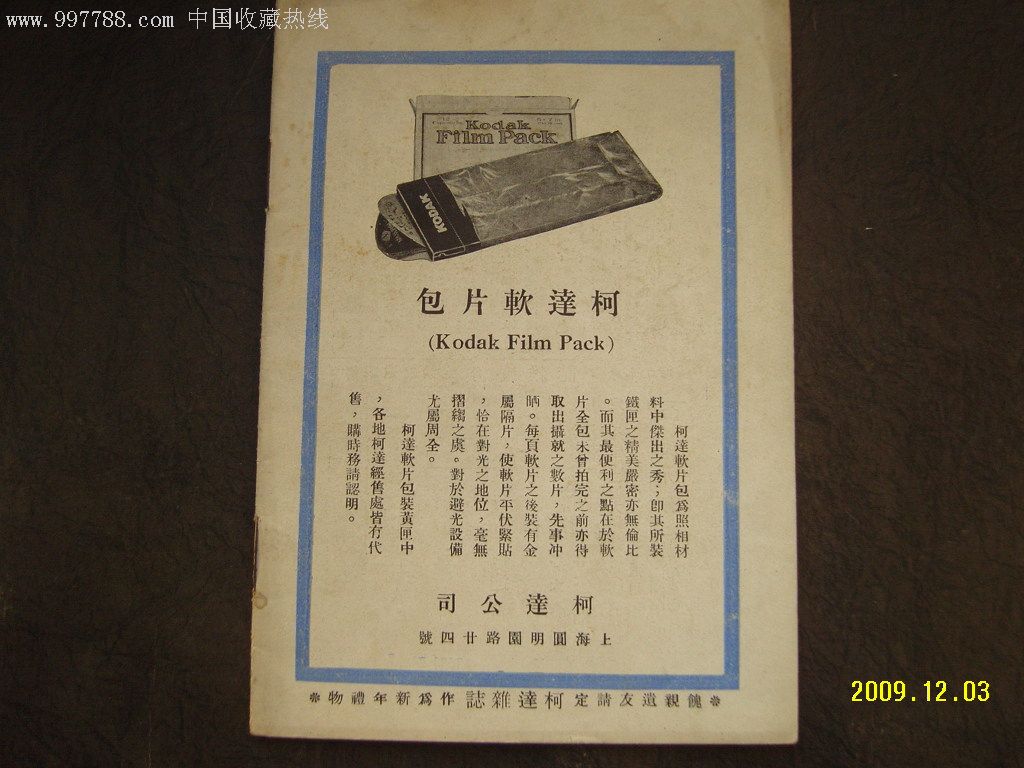 www.997788.com 中国收藏热线
Kodak
Film Pack
KODAK
柯達軟片包
(Kodak Film Pack)
柯達軟片包爲照相材
料中傑出之秀；卽其所裝
鐵匣之精美嚴密亦無倫比
。而其最便利之點在於軟
片全包未曾拍完之前亦得
取出攝就之數片，先事冲
晒。每頁軟片之後裝有金
屬隔片，使軟片平伏緊貼
，恰在對光之地位，毫無
摺縐之虞。對於避光設備
尤屬周全。
柯達軟片包裝黃匣中
，各地柯達經售處皆有代
售，購時務請認明。
柯達公司
上海圓明園路廿四號
＊餽親遺友請定柯達雜誌作爲新年禮物＊
2009.12.03